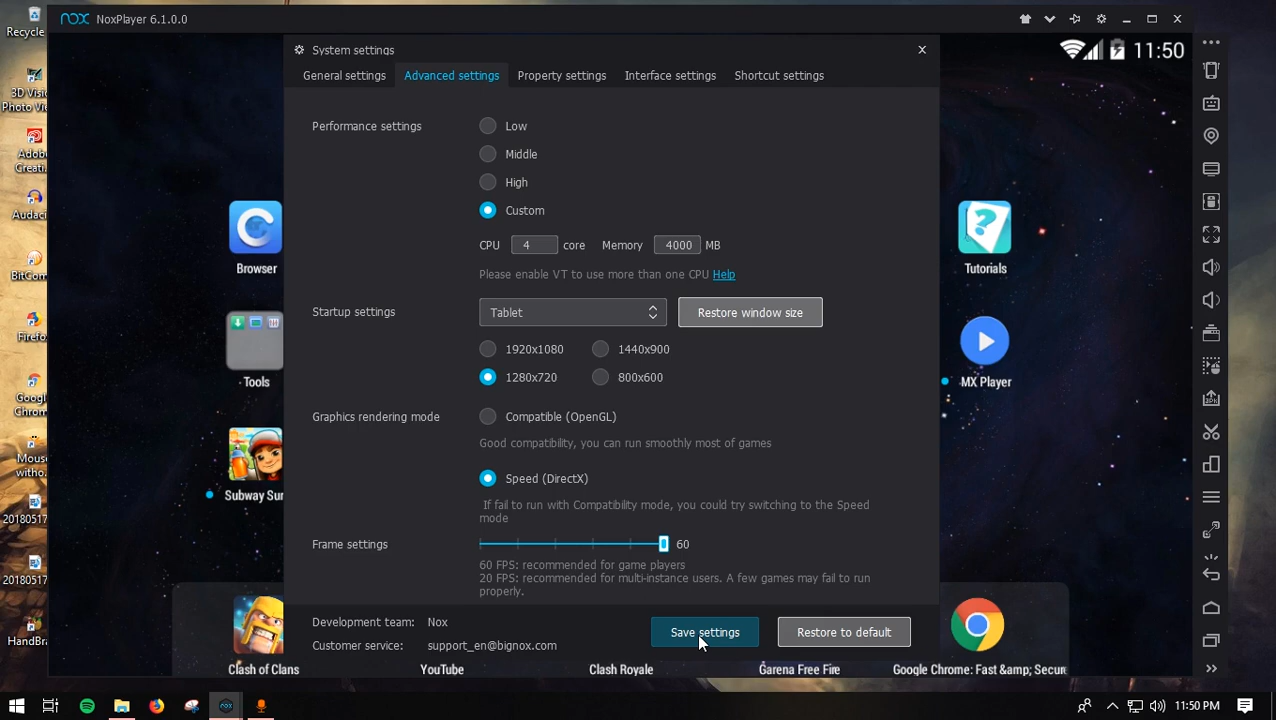 Recycle
3D Visio
Photo Vie
Adob
Creati
Audac
BitCom
Firefo
Googl
Chrom
Mouse
witho..
20180517
20180517
HandBra
nox NoxPlayer 6.1.0.0
11:50
System settings
General settings Advanced settings Property settings Interface settings Shortcut settings
Performance settings
Low
Middle
High
Custom
CPU 4 core Memory 4000 MB
Please enable VT to use more than one CPU Help
Startup settings Tablet Restore window size
1920x1080 1440x900
1280x720 800x600
Graphics rendering mode Compatible (OpenGL)
Good compatibility, you can run smoothly most of games
Speed (DirectX)
If fail to run with Compatibility mode, you could try switching to the Speed
mode
Frame settings 60
60 FPS: recommended for game players
20 FPS: recommended for multi-instance users. A few games may fail to run
properly.
Development team: Nox
Customer service: support_en@bignox.com
Save settings Restore to default
Browser
Tools
Subway Sur
Tutorials
MX Player
Clash of Clans YouTube Clash Royale Garena Free Fire Google Chrome: Fast &amp; Secur
nox
11:50 PM